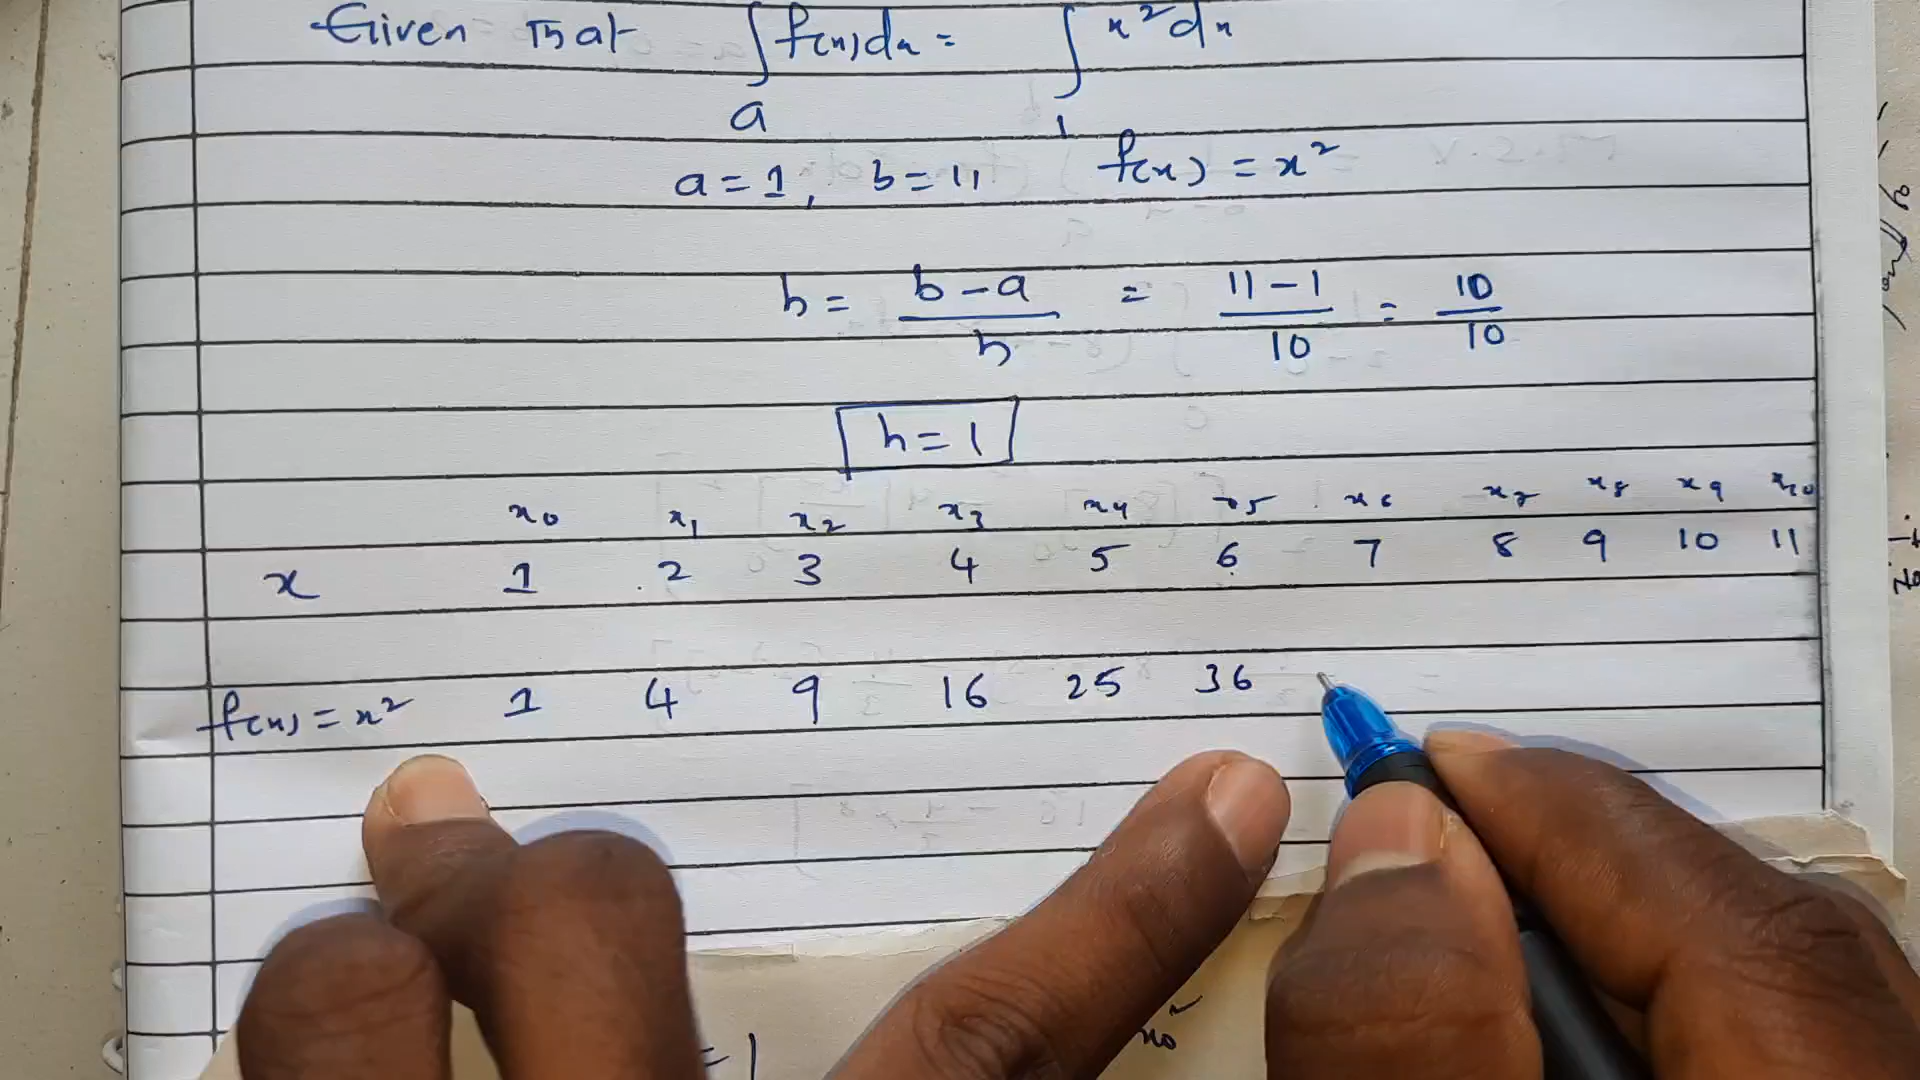 Given That ∫ f(x)dx = ∫ x²dx
a 1
a = 1, b = 11 f(x) = x²
h = b-a / h = 11-1 / 10 = 10 / 10
h = 1
x0 x1 x2 x3 x4 x5 x6 x7 x8 x9 x10
x 1 2 3 4 5 6 7 8 9 10 11
f(x) = x² 1 4 9 16 25 36
= 1